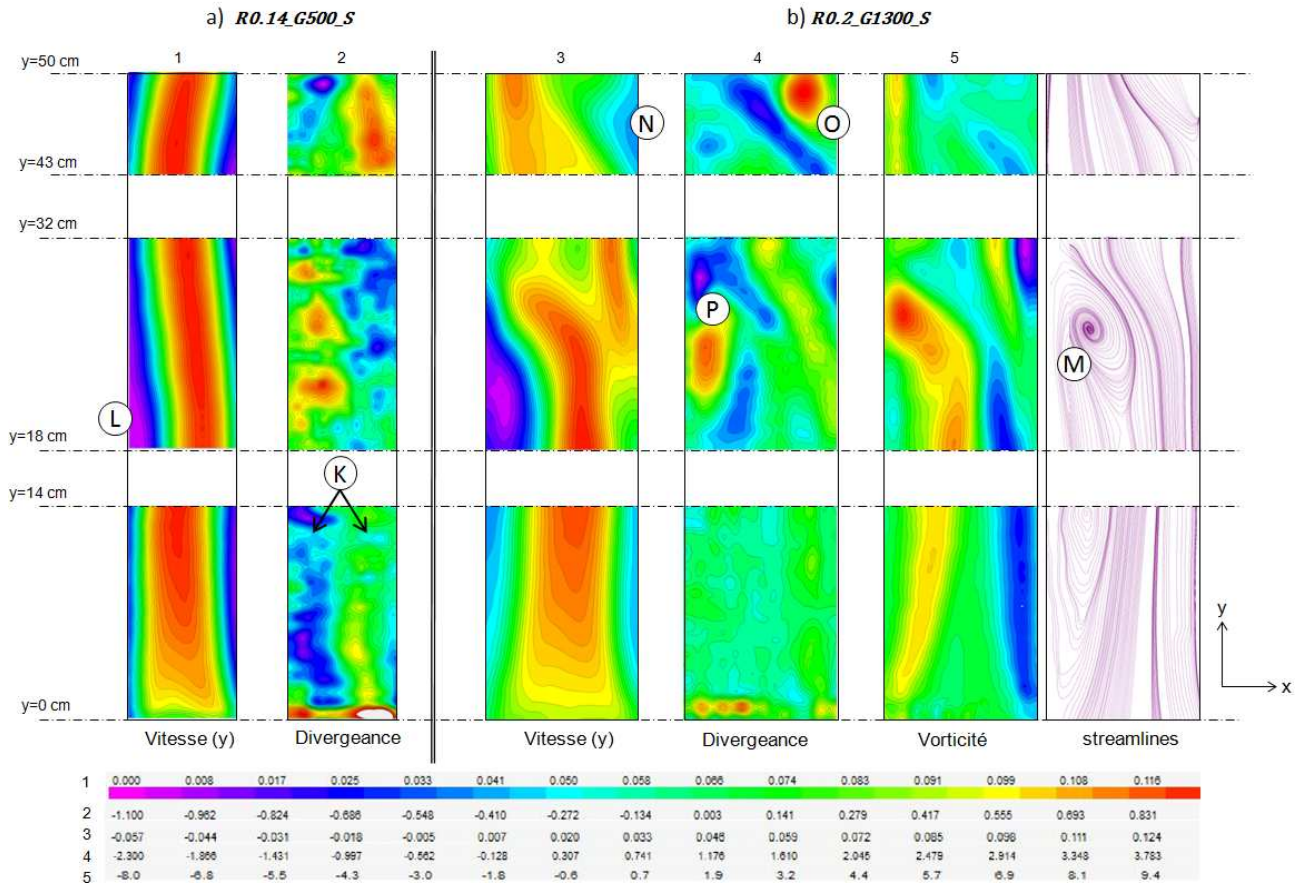 a) R0.14_G500_S
b) R0.2_G1300_S
1 2 3 4 5
y=50 cm
N
O
y=43 cm
y=32 cm
P
M
L
y=18 cm
K
y=14 cm
y
x
y=0 cm
Vitesse (y) Divergeance Vitesse (y) Divergeance Vorticité streamlines
1 0.000 0.008 0.017 0.025 0.033 0.041 0.050 0.058 0.066 0.074 0.083 0.091 0.099 0.108 0.116
2 -1.100 -0.962 -0.824 -0.686 -0.548 -0.410 -0.272 -0.134 0.003 0.141 0.279 0.417 0.555 0.693 0.831
3 -0.057 -0.044 -0.031 -0.018 -0.005 0.007 0.020 0.033 0.046 0.059 0.072 0.085 0.098 0.111 0.124
4 -2.300 -1.866 -1.431 -0.997 -0.562 -0.128 0.307 0.741 1.176 1.610 2.045 2.479 2.914 3.348 3.783
5 -8.0 -6.8 -5.5 -4.3 -3.0 -1.8 -0.6 0.7 1.9 3.2 4.4 5.7 6.9 8.1 9.4